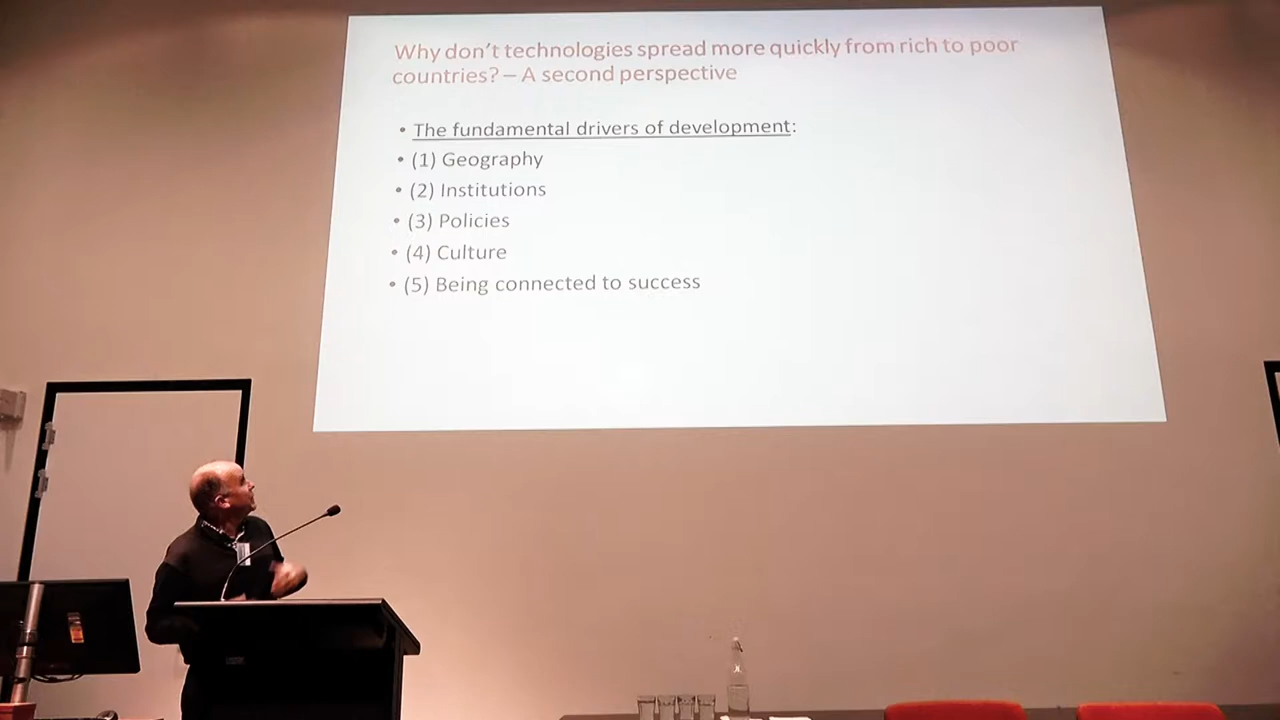 Why don't technologies spread more quickly from rich to poor
countries? – A second perspective
• The fundamental drivers of development:
• (1) Geography
• (2) Institutions
• (3) Policies
• (4) Culture
• (5) Being connected to success